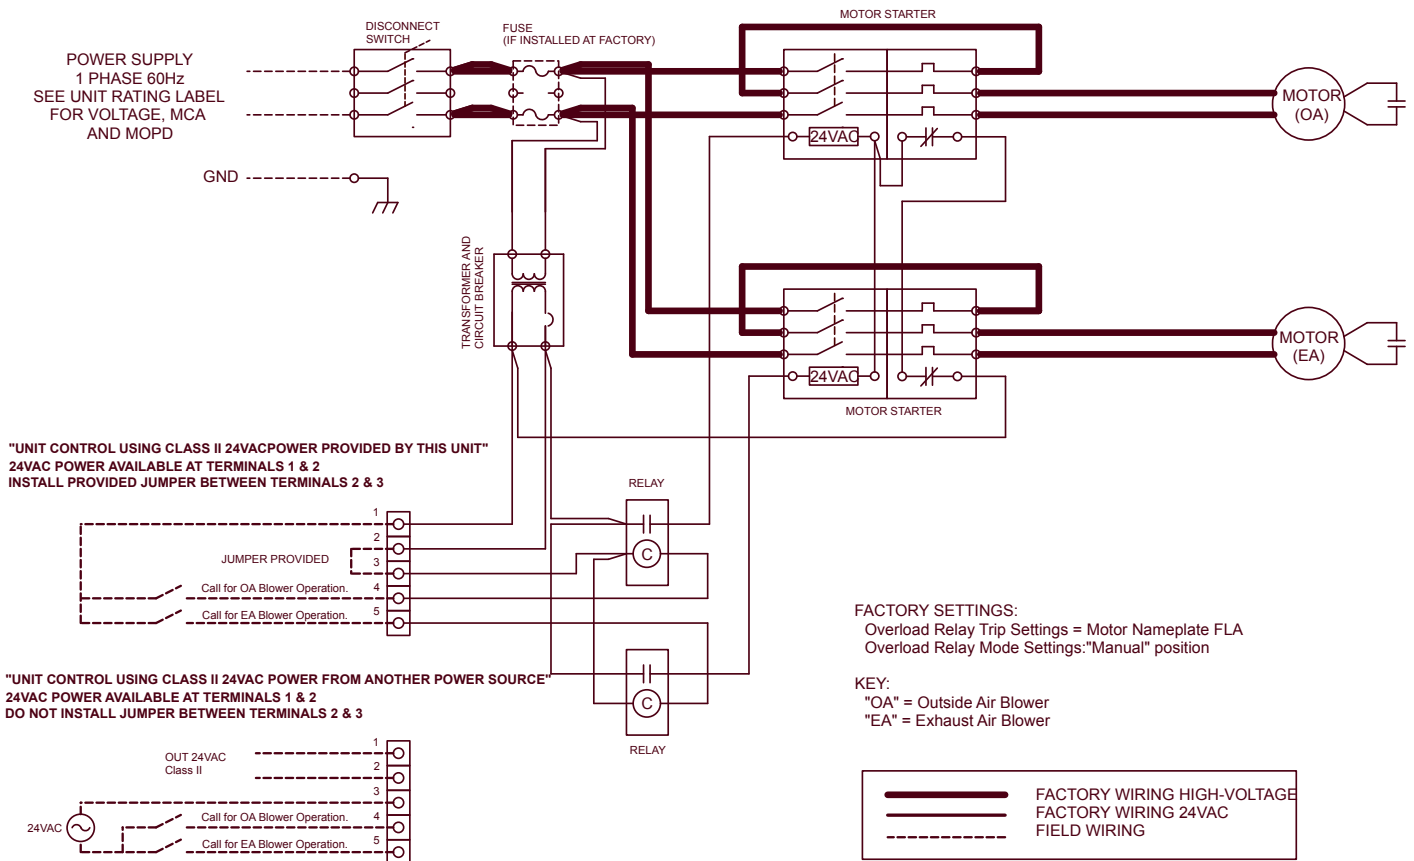 MOTOR STARTER
DISCONNECT
SWITCH
FUSE
(IF INSTALLED AT FACTORY)
POWER SUPPLY
1 PHASE 60Hz
SEE UNIT RATING LABEL
FOR VOLTAGE, MCA
AND MOPD
MOTOR
(OA)
24VAC
GND
TRANSFORMER AND
CIRCUIT BREAKER
MOTOR
(EA)
24VAC
MOTOR STARTER
"UNIT CONTROL USING CLASS II 24VACPOWER PROVIDED BY THIS UNIT"
24VAC POWER AVAILABLE AT TERMINALS 1 & 2
INSTALL PROVIDED JUMPER BETWEEN TERMINALS 2 & 3
RELAY
1
2
C
JUMPER PROVIDED
3
Call for OA Blower Operation.
4
Call for EA Blower Operation.
5
FACTORY SETTINGS:
Overload Relay Trip Settings = Motor Nameplate FLA
Overload Relay Mode Settings:"Manual" position
KEY:
"OA" = Outside Air Blower
"EA" = Exhaust Air Blower
"UNIT CONTROL USING CLASS II 24VAC POWER FROM ANOTHER POWER SOURCE"
24VAC POWER AVAILABLE AT TERMINALS 1 & 2
DO NOT INSTALL JUMPER BETWEEN TERMINALS 2 & 3
C
RELAY
1
OUT 24VAC
Class II
2
3
24VAC
Call for OA Blower Operation.
4
Call for EA Blower Operation.
5
FACTORY WIRING HIGH-VOLTAGE
FACTORY WIRING 24VAC
FIELD WIRING